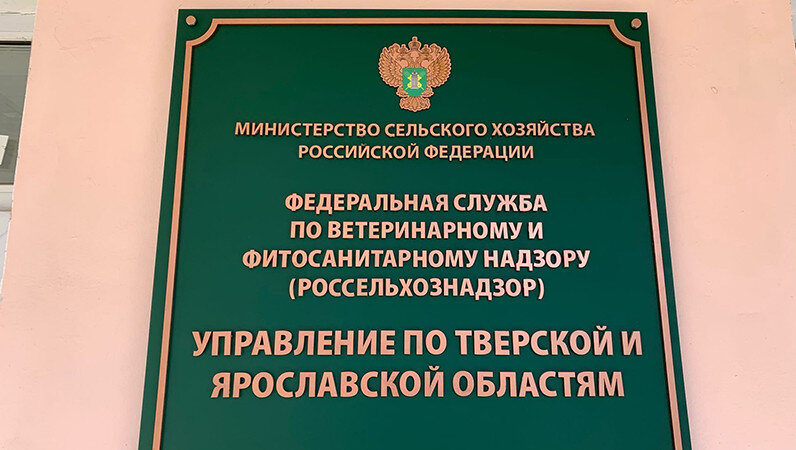 МИНИСТЕРСТВО СЕЛЬСКОГО ХОЗЯЙСТВА
РОССИЙСКОЙ ФЕДЕРАЦИИ
ФЕДЕРАЛЬНАЯ СЛУЖБА
ПО ВЕТЕРИНАРНОМУ И
ФИТОСАНИТАРНОМУ НАДЗОРУ
(РОССЕЛЬХОЗНАДЗОР)
УПРАВЛЕНИЕ ПО ТВЕРСКОЙ И
ЯРОСЛАВСКОЙ ОБЛАСТЯМ